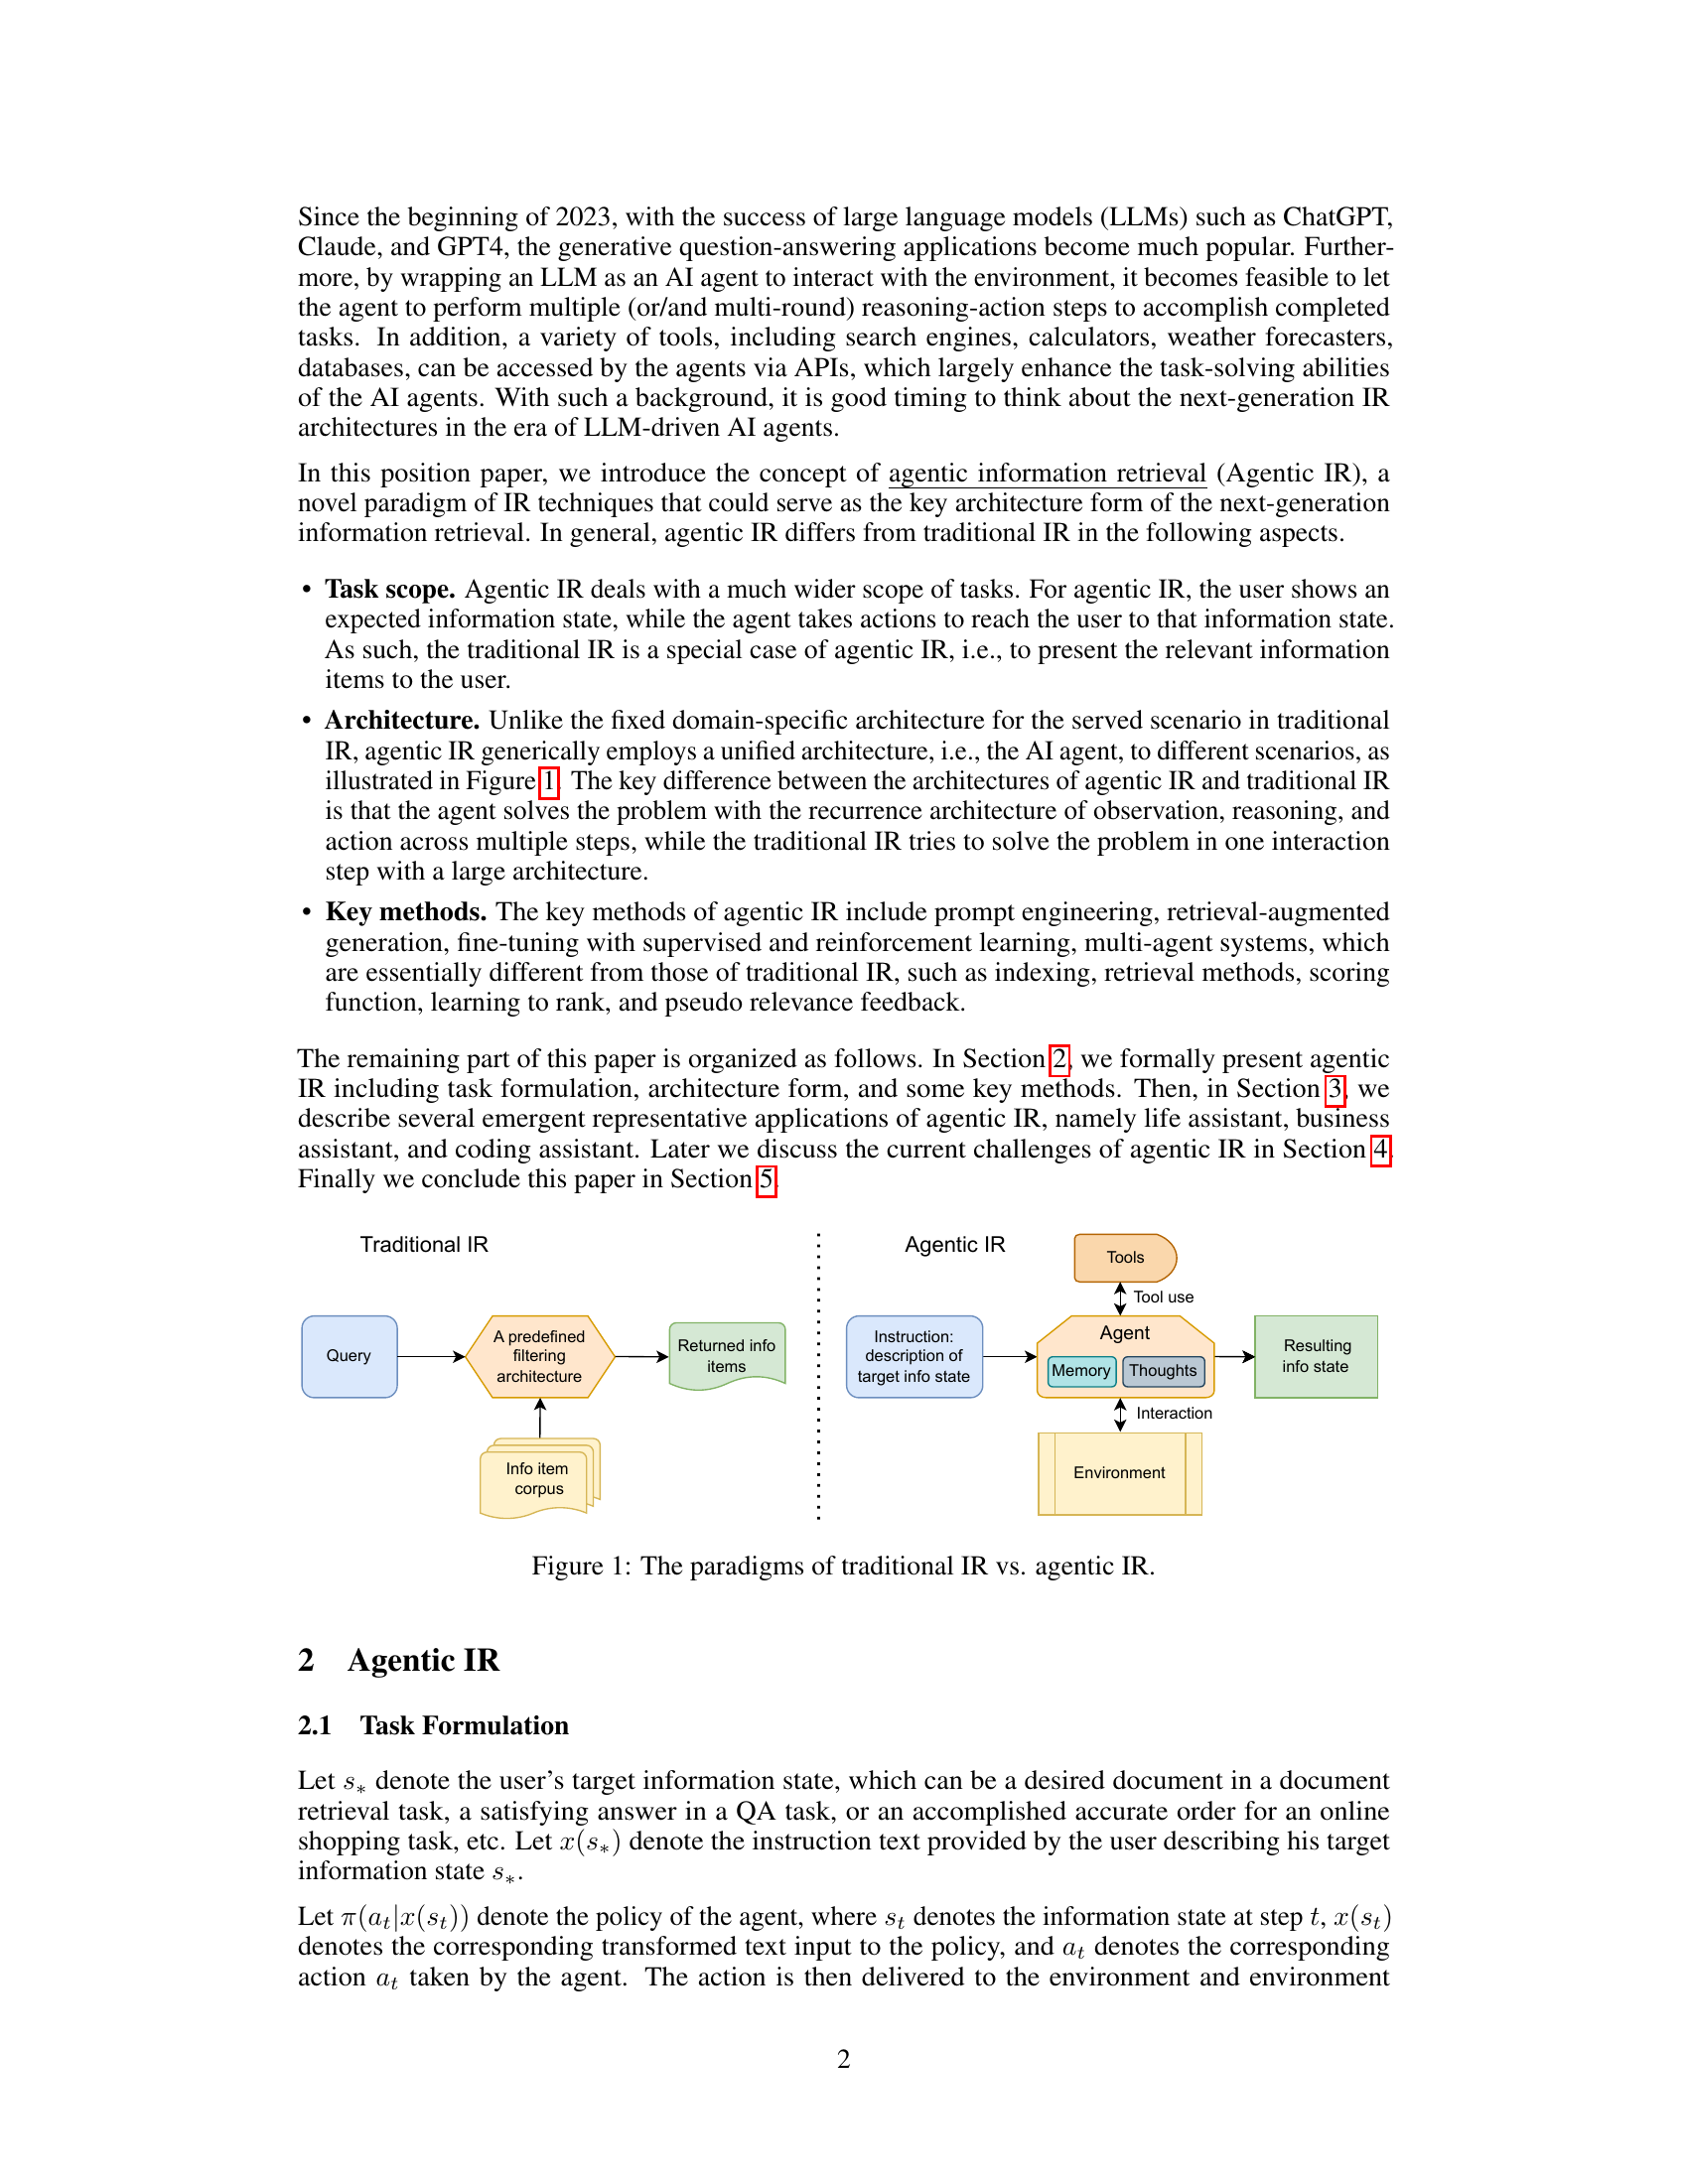 Since the beginning of 2023, with the success of large language models (LLMs) such as ChatGPT,
Claude, and GPT4, the generative question-answering applications become much popular. Further-
more, by wrapping an LLM as an AI agent to interact with the environment, it becomes feasible to let
the agent to perform multiple (or/and multi-round) reasoning-action steps to accomplish completed
tasks. In addition, a variety of tools, including search engines, calculators, weather forecasters,
databases, can be accessed by the agents via APIs, which largely enhance the task-solving abilities
of the AI agents. With such a background, it is good timing to think about the next-generation IR
architectures in the era of LLM-driven AI agents.
In this position paper, we introduce the concept of agentic information retrieval (Agentic IR), a
novel paradigm of IR techniques that could serve as the key architecture form of the next-generation
information retrieval. In general, agentic IR differs from traditional IR in the following aspects.
• Task scope. Agentic IR deals with a much wider scope of tasks. For agentic IR, the user shows an
expected information state, while the agent takes actions to reach the user to that information state.
As such, the traditional IR is a special case of agentic IR, i.e., to present the relevant information
items to the user.
• Architecture. Unlike the fixed domain-specific architecture for the served scenario in traditional
IR, agentic IR generically employs a unified architecture, i.e., the AI agent, to different scenarios, as
illustrated in Figure 1. The key difference between the architectures of agentic IR and traditional IR
is that the agent solves the problem with the recurrence architecture of observation, reasoning, and
action across multiple steps, while the traditional IR tries to solve the problem in one interaction
step with a large architecture.
• Key methods. The key methods of agentic IR include prompt engineering, retrieval-augmented
generation, fine-tuning with supervised and reinforcement learning, multi-agent systems, which
are essentially different from those of traditional IR, such as indexing, retrieval methods, scoring
function, learning to rank, and pseudo relevance feedback.
The remaining part of this paper is organized as follows. In Section 2, we formally present agentic
IR including task formulation, architecture form, and some key methods. Then, in Section 3, we
describe several emergent representative applications of agentic IR, namely life assistant, business
assistant, and coding assistant. Later we discuss the current challenges of agentic IR in Section 4.
Finally we conclude this paper in Section 5.
Traditional IR
Query
A predefined
filtering
architecture
Returned info
items
Info item
corpus
Agentic IR
Tools
Tool use
Instruction:
description of
target info state
Agent
Memory
Thoughts
Resulting
info state
Interaction
Environment
Figure 1: The paradigms of traditional IR vs. agentic IR.
2 Agentic IR
2.1 Task Formulation
Let s∗ denote the user's target information state, which can be a desired document in a document
retrieval task, a satisfying answer in a QA task, or an accomplished accurate order for an online
shopping task, etc. Let x(s∗) denote the instruction text provided by the user describing his target
information state s∗.
Let π(aₜ|x(sₜ)) denote the policy of the agent, where sₜ denotes the information state at step t, x(sₜ)
denotes the corresponding transformed text input to the policy, and aₜ denotes the corresponding
action aₜ taken by the agent. The action is then delivered to the environment and environment
2